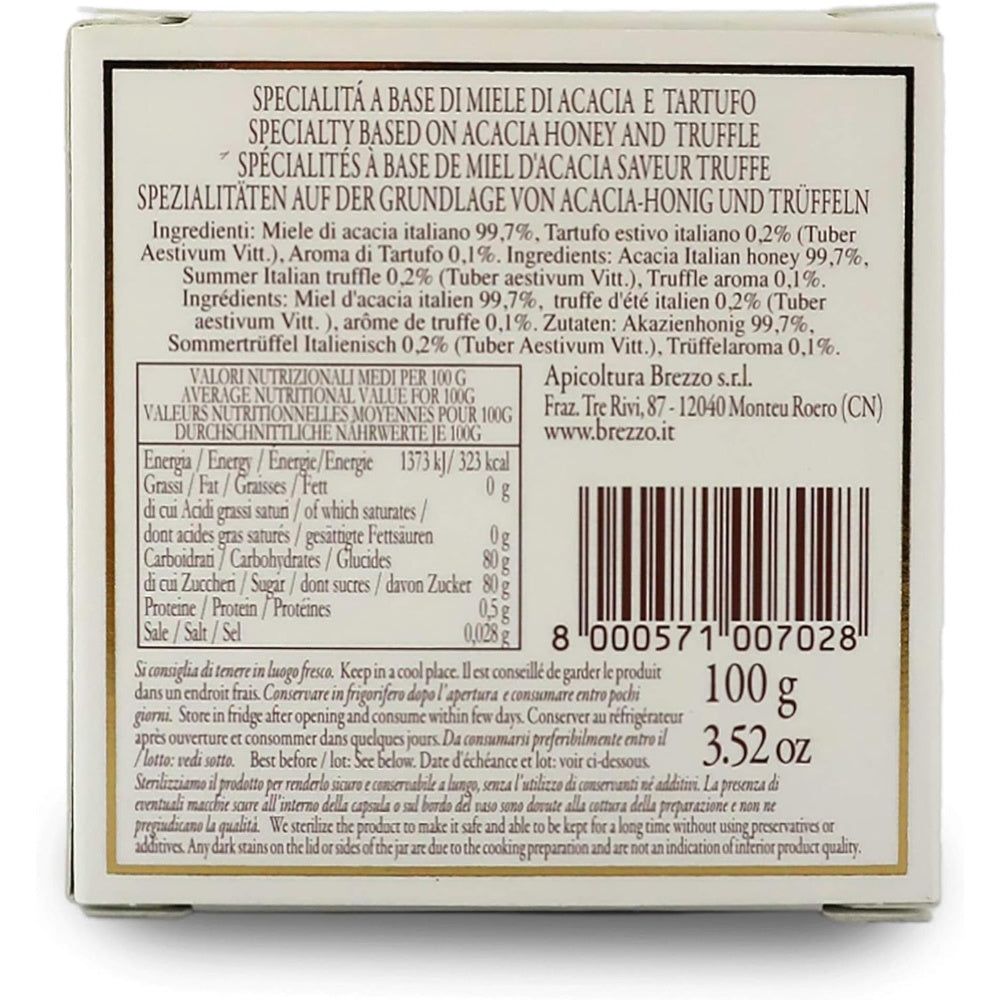 SPECIALITÁ A BASE DI MIELE DI ACACIA E TARTUFO
SPECIALTY BASED ON ACACIA HONEY AND TRUFFLE
SPÉCIALITÉS À BASE DE MIEL D'ACACIA SAVEUR TRUFFE
SPEZIALITÄTEN AUF DER GRUNDLAGE VON ACACIA-HONIG UND TRÜFFELN
Ingredienti: Miele di acacia italiano 99,7%, Tartufo estivo italiano 0,2% (Tuber
Aestivum Vitt.), Aroma di Tartufo 0,1%. Ingredients: Acacia Italian honey 99,7%,
Summer Italian truffle 0,2% (Tuber aestivum Vitt.), Truffle aroma 0,1%.
Ingrédients: Miel d'acacia italien 99,7%, truffe d'été italien 0,2% (Tuber
aestivum Vitt. ), arôme de truffe 0,1%. Zutaten: Akazienhonig 99,7%,
Sommertrüffel Italienisch 0,2% (Tuber Aestivum Vitt.), Trüffelaroma 0,1%.
VALORI NUTRIZIONALI MEDI PER 100 G
AVERAGE NUTRITIONAL VALUE FOR 100G
VALEURS NUTRITIONNELLES MOYENNES POUR 100G
DURCHSCHNITTLICHE NÄHRWERTE JE 100G
Energia / Energy / Énergie/Energie 1373 kJ/ 323 kcal
Grassi / Fat / Graisses / Fett 0 g
di cui Acidi grassi saturi / of which saturates /
dont acides gras saturés / gesättigte Fettsäuren 0 g
Carboidrati / Carbohydrates / Glucides 80 g
di cui Zuccheri / Sugar / dont sucres / davon Zucker 80 g
Proteine / Protein / Protéines 0,5 g
Sale / Salt / Sel 0,028 g
Apicoltura Brezzo s.r.l.
Fraz. Tre Rivi, 87 - 12040 Monteu Roero (CN)
www.brezzo.it
8 000571 007028
100 g
3.52 oz
Si consiglia di tenere in luogo fresco. Keep in a cool place. Il est conseillé de garder le produit
dans un endroit frais. Conservare in frigorifero dopo l'apertura e consumare entro pochi
giorni. Store in fridge after opening and consume within few days. Conserver au réfrigérateur
après ouverture et consommer dans quelques jours. Da consumarsi preferibilmente entro il
/lotto: vedi sotto. Best before / lot: See below. Date d'échéance et lot: voir ci-dessous.
Sterilizziamo il prodotto per renderlo sicuro e conservabile a lungo, senza l'utilizzo di conservanti né additivi. La presenza di
eventuali macchie scure all'interno della capsula o sul bordo del vaso sono dovute alla cottura della preparazione e non ne
pregiudicano la qualità. We sterilize the product to make it safe and able to be kept for a long time without using preservatives or
additives. Any dark stains on the lid or sides of the jar are due to the cooking preparation and are not an indication of inferior product quality.